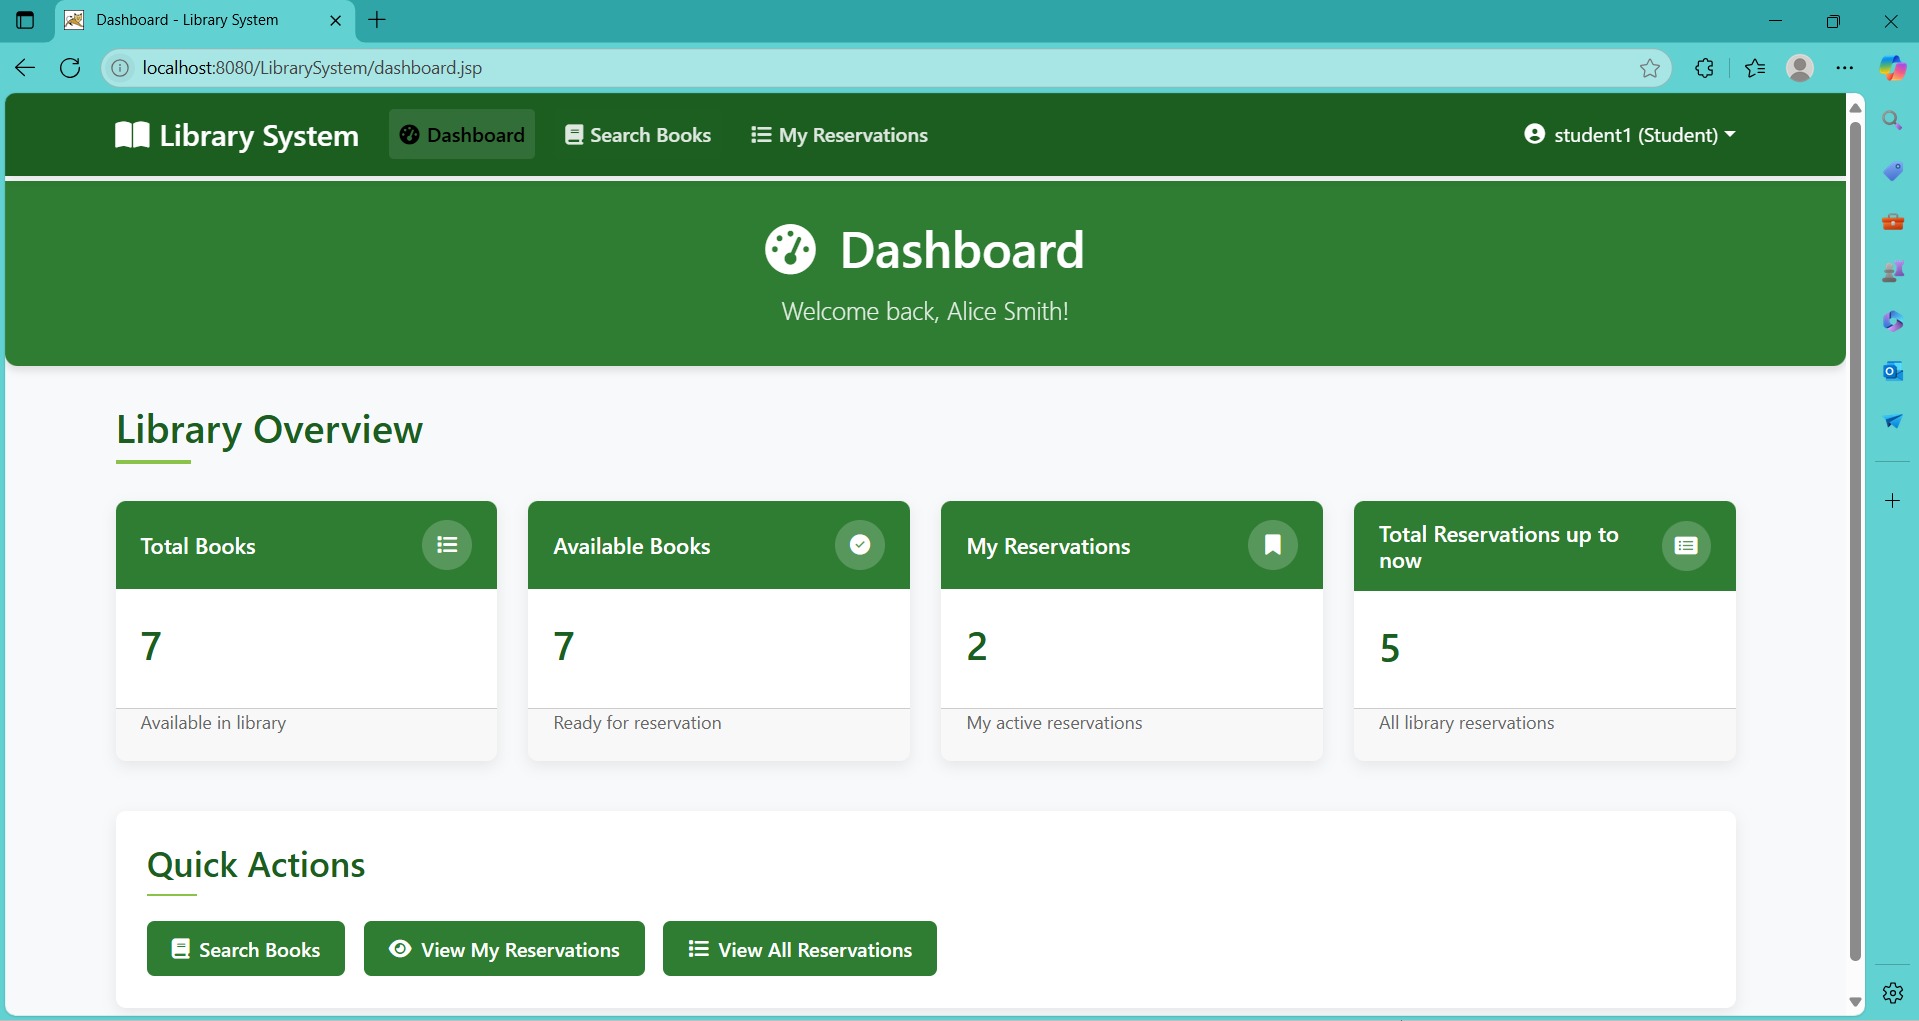 Dashboard - Library System
localhost:8080/LibrarySystem/dashboard.jsp
Library System
Dashboard
Search Books
My Reservations
student1 (Student)
Dashboard
Welcome back, Alice Smith!
Library Overview
Total Books
7
Available in library
Available Books
7
Ready for reservation
My Reservations
2
My active reservations
Total Reservations up to
now
5
All library reservations
Quick Actions
Search Books
View My Reservations
View All Reservations